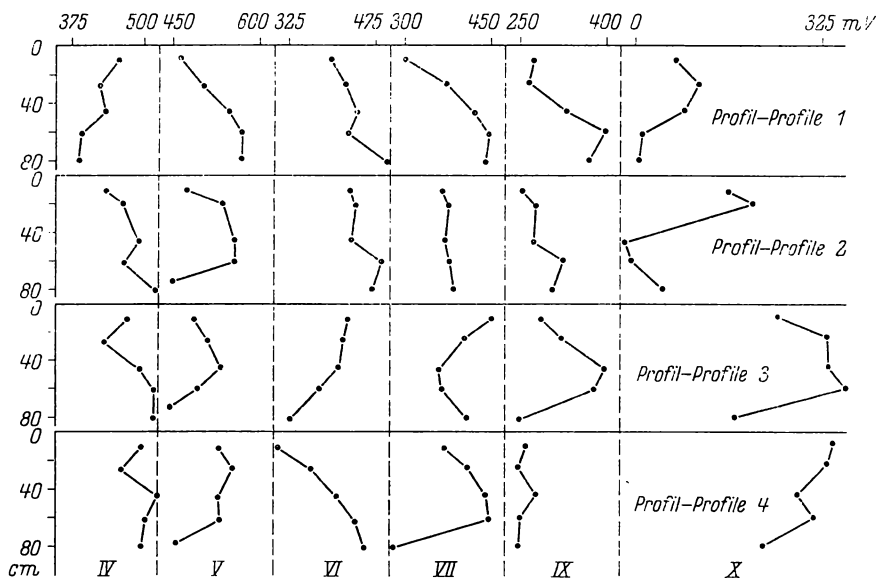 375 500 450 600 325 475 300 450 250 400 0 325 mV
0
40
Profil-Profile 1
80
0
40
Profil-Profile 2
80
0
40
Profil-Profile 3
80
0
40
Profil-Profile 4
80
cm IV V VI VII IX X